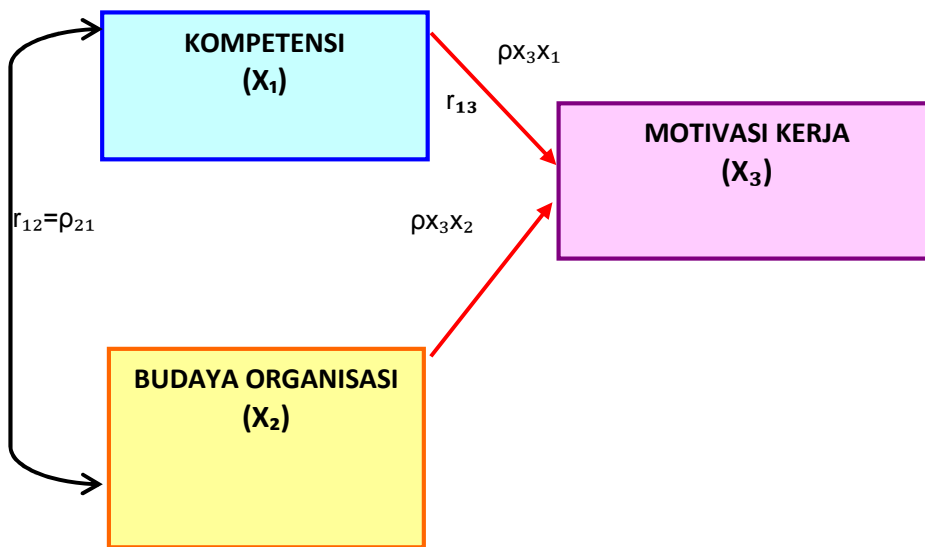 KOMPETENSI
(X₁)
ρx₃x₁
r₁₃
MOTIVASI KERJA
(X₃)
r₁₂=ρ₂₁
ρx₃x₂
BUDAYA ORGANISASI
(X₂)